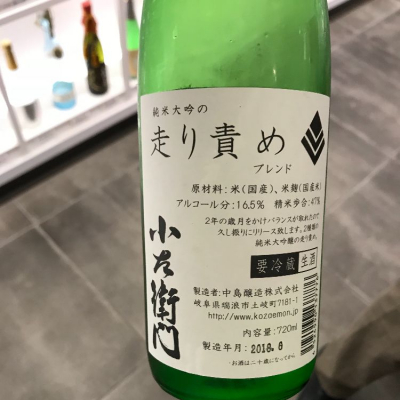 純米大吟の
走り責め
ブレンド
原材料:米(国産)、米麹(国産米)
アルコール分:16.5% 精米歩合:47%
2年の歳月をかけバランスが取れたので、
久し振りにリリース致します。2種類の
純米大吟醸の走り責め。
要冷蔵 生酒
小左衛門
製造者:中島醸造株式会社
岐阜県瑞浪市土岐町7181-1
http://www.kozaemon.jp
内容量:720ml
製造年月:2018.6
お酒は二十歳になってから